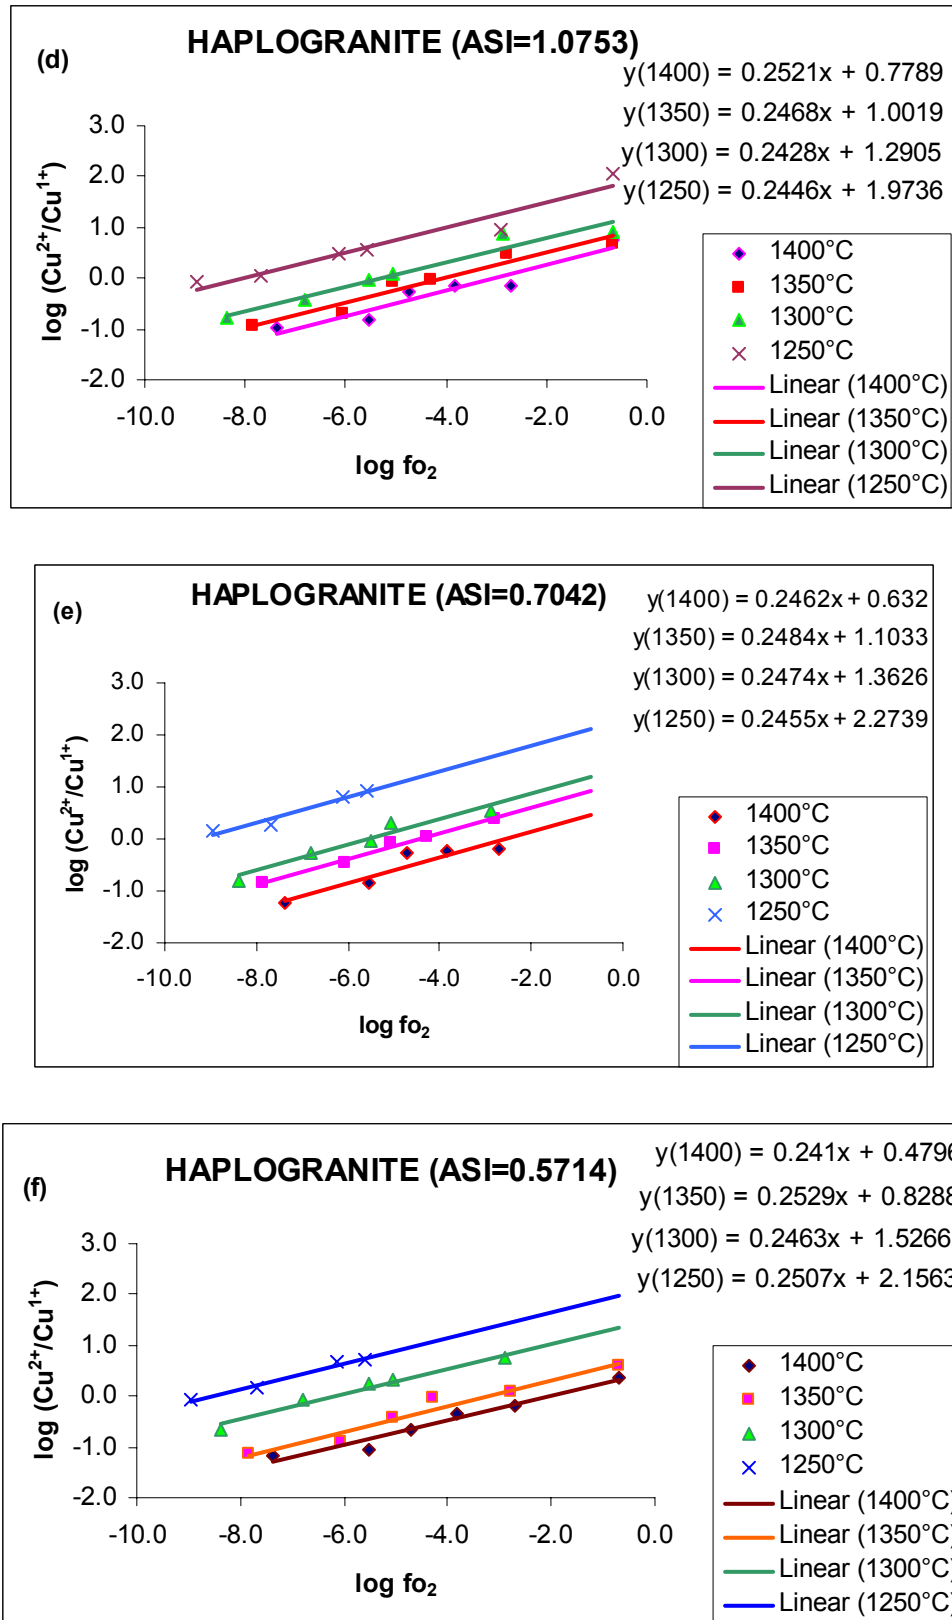 (d)
HAPLOGRANITE (ASI=1.0753)
y(1400) = 0.2521x + 0.7789
y(1350) = 0.2468x + 1.0019
y(1300) = 0.2428x + 1.2905
y(1250) = 0.2446x + 1.9736
3.0
2.0
1.0
0.0
-1.0
-2.0
log (Cu²⁺/Cu¹⁺)
-10.0 -8.0 -6.0 -4.0 -2.0 0.0
log fo₂
1400°C
1350°C
1300°C
1250°C
Linear (1400°C)
Linear (1350°C)
Linear (1300°C)
Linear (1250°C)
(e)
HAPLOGRANITE (ASI=0.7042)
y(1400) = 0.2462x + 0.632
y(1350) = 0.2484x + 1.1033
y(1300) = 0.2474x + 1.3626
y(1250) = 0.2455x + 2.2739
3.0
2.0
1.0
0.0
-1.0
-2.0
log (Cu²⁺/Cu¹⁺)
-10.0 -8.0 -6.0 -4.0 -2.0 0.0
log fo₂
1400°C
1350°C
1300°C
1250°C
Linear (1400°C)
Linear (1350°C)
Linear (1300°C)
Linear (1250°C)
(f)
HAPLOGRANITE (ASI=0.5714)
y(1400) = 0.241x + 0.4796
y(1350) = 0.2529x + 0.8288
y(1300) = 0.2463x + 1.5266
y(1250) = 0.2507x + 2.1563
3.0
2.0
1.0
0.0
-1.0
-2.0
log (Cu²⁺/Cu¹⁺)
-10.0 -8.0 -6.0 -4.0 -2.0 0.0
log fo₂
1400°C
1350°C
1300°C
1250°C
Linear (1400°C)
Linear (1350°C)
Linear (1300°C)
Linear (1250°C)